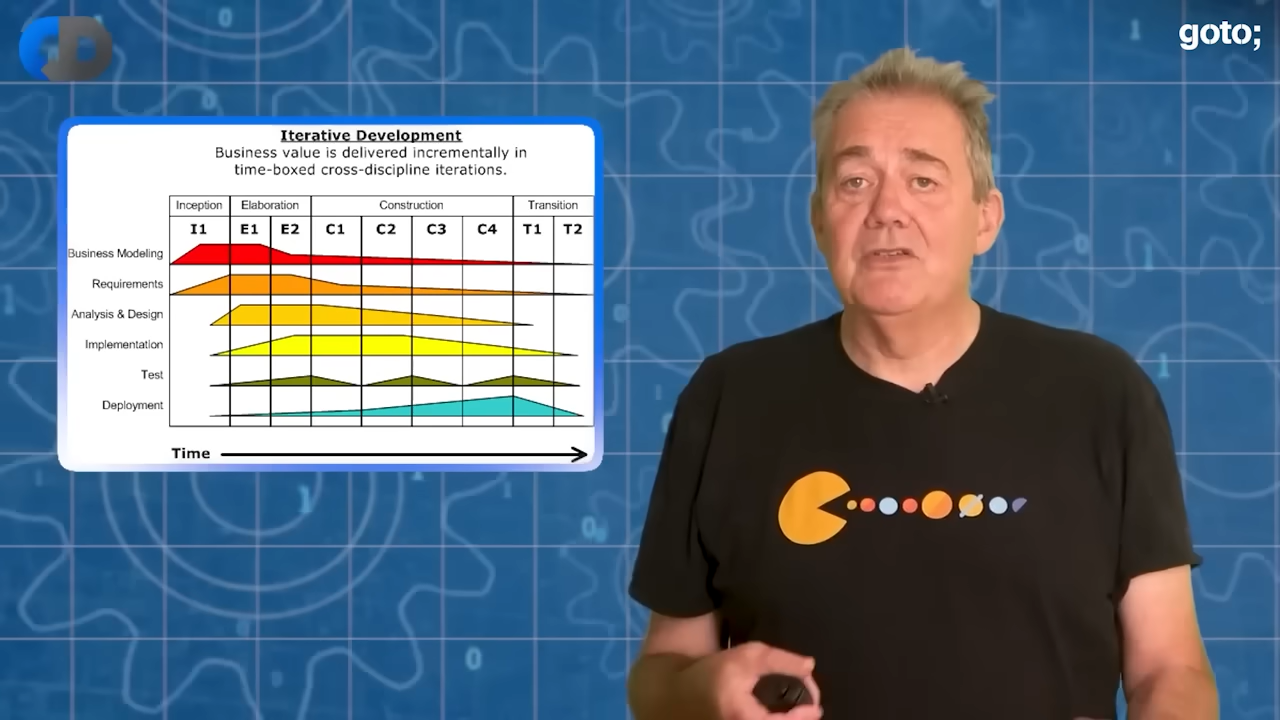 goto;
Iterative Development
Business value is delivered incrementally in
time-boxed cross-discipline iterations.
Inception Elaboration Construction Transition
I1 E1 E2 C1 C2 C3 C4 T1 T2
Business Modeling
Requirements
Analysis & Design
Implementation
Test
Deployment
Time